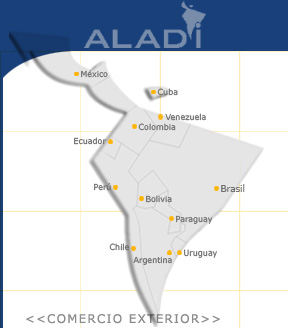 ALADI
México
Cuba
Venezuela
Colombia
Ecuador
Perú
Brasil
Bolivia
Paraguay
Chile
Argentina
Uruguay
<<COMERCIO EXTERIOR>>